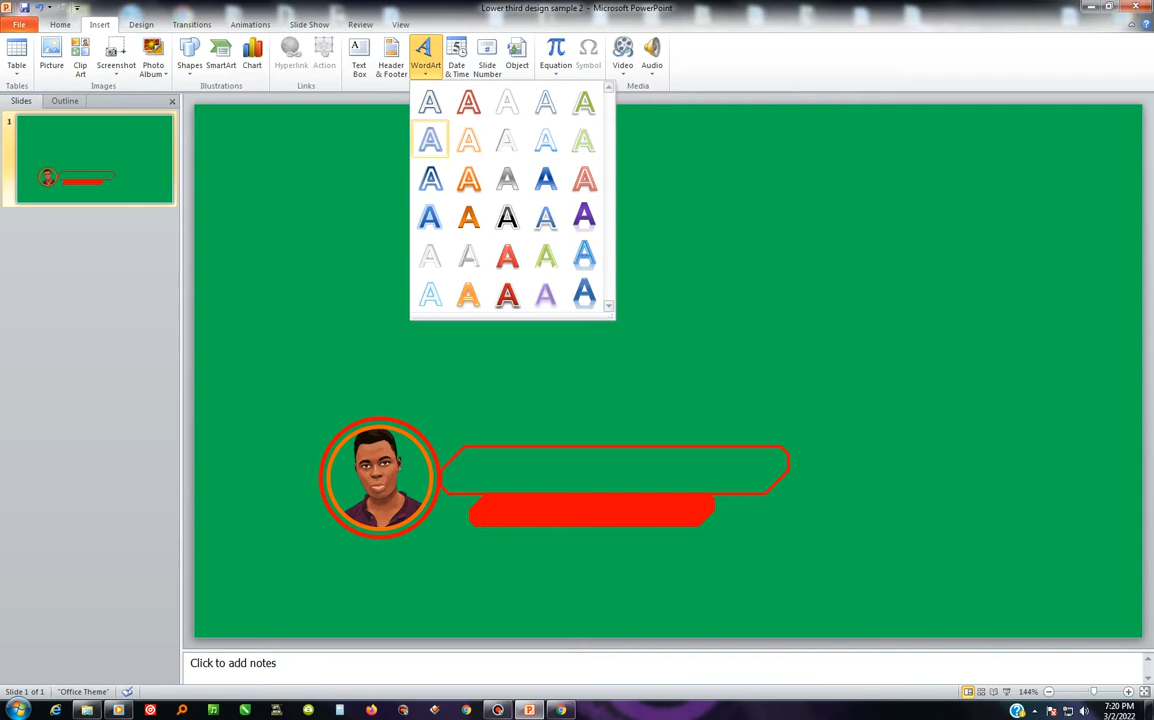 Lower third design sample 2 - Microsoft PowerPoint
File Home Insert Design Transitions Animations Slide Show Review View
Table Picture Clip Art Screenshot Photo Album Shapes SmartArt Chart Hyperlink Action Text Box Header & Footer WordArt Date & Time Slide Number Object Equation Symbol Video Audio
Tables Images Illustrations Links Media
Slides Outline
1
A A A A A
A A A A A
A A A A A
A A A A A
A A A A A
A A A A A
Click to add notes
Slide 1 of 1 "Office Theme" 144%
7:20 PM
3/2/2022